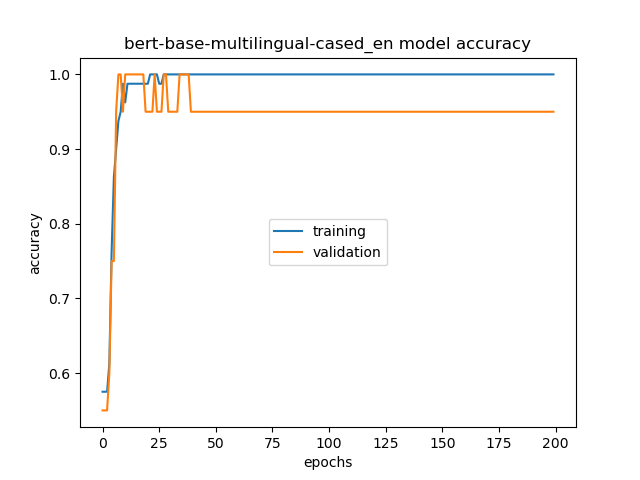 bert-base-multilingual-cased_en model accuracy
1.0
0.9
0.8
0.7
0.6
accuracy
training
validation
0
25
50
75
100
125
150
175
200
epochs